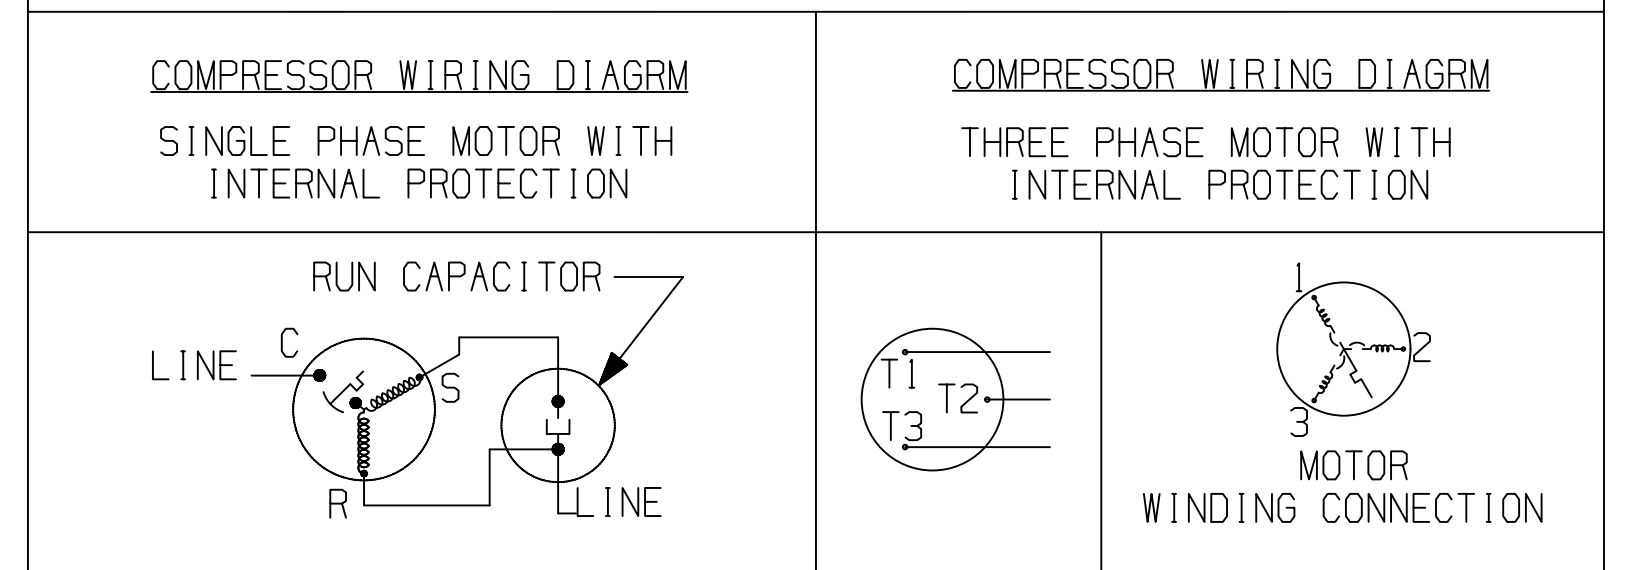 COMPRESSOR WIRING DIAGRM
SINGLE PHASE MOTOR WITH
INTERNAL PROTECTION
COMPRESSOR WIRING DIAGRM
THREE PHASE MOTOR WITH
INTERNAL PROTECTION
RUN CAPACITOR
C
LINE
S
R
LINE
T1
T2
T3
1
2
3
MOTOR
WINDING CONNECTION